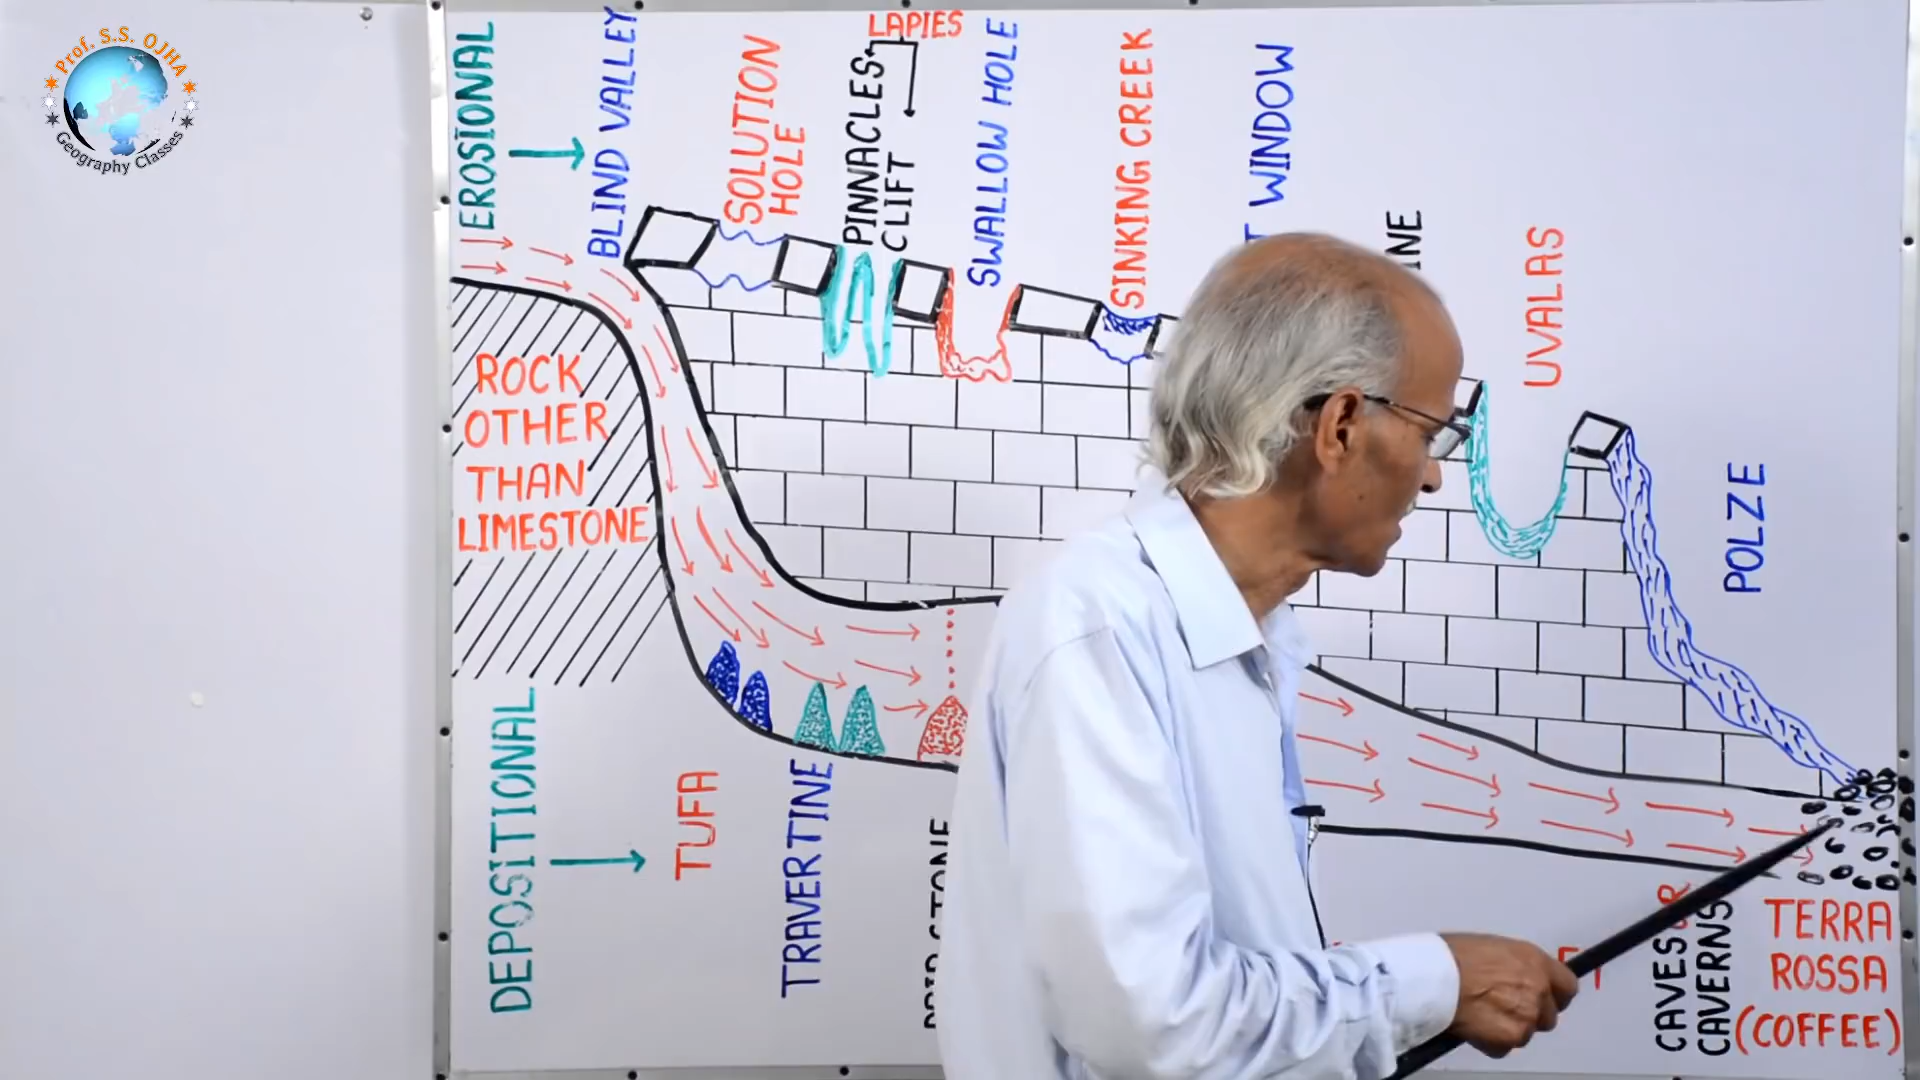 Prof. S.S. OJHA
Geography Classes
EROSIONAL
BLIND VALLEY
SOLUTION
HOLE
LAPIES
PINNACLES
CLIFT
SWALLOW HOLE
SINKING CREEK
WINDOW
UVALAS
POLZE
ROCK
OTHER
THAN
LIMESTONE
DEPOSITIONAL
TUFA
TRAVERTINE
CAVES
CAVERNS
TERRA
ROSSA
(COFFEE)